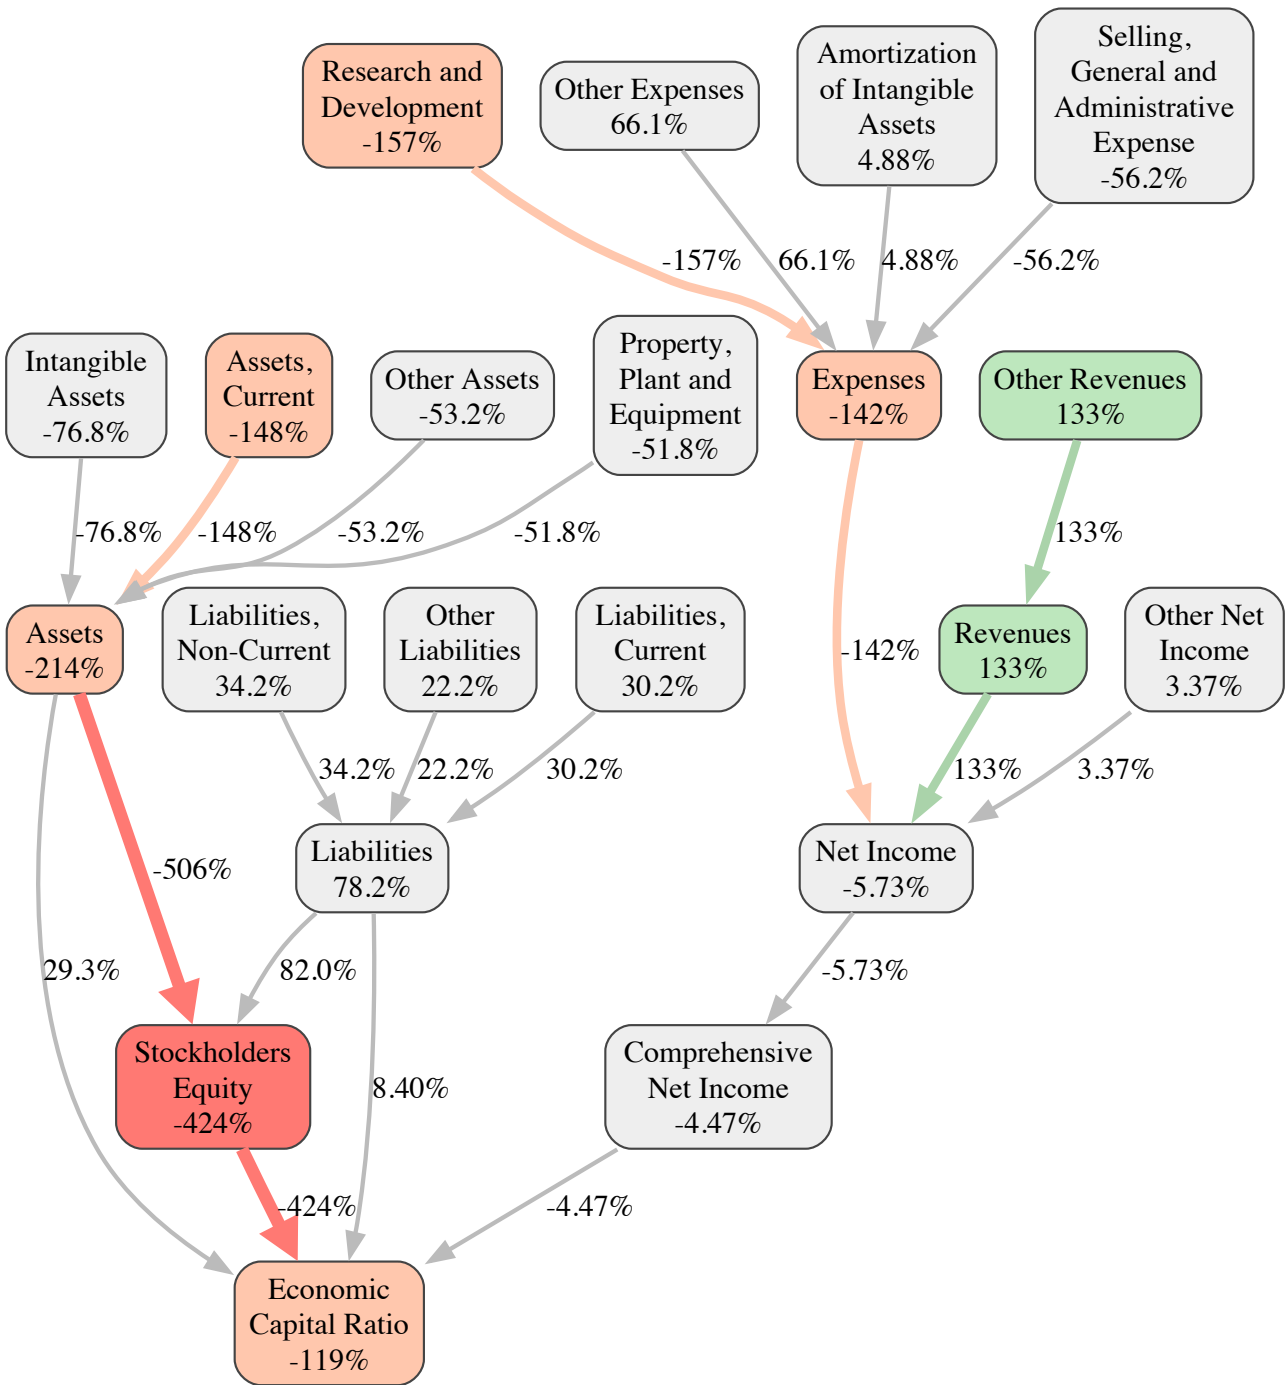 Research and
Development
-157%
Other Expenses
66.1%
Amortization
of Intangible
Assets
4.88%
Selling,
General and
Administrative
Expense
-56.2%
-157%
66.1%
4.88%
-56.2%
Intangible
Assets
-76.8%
Assets,
Current
-148%
Other Assets
-53.2%
Property,
Plant and
Equipment
-51.8%
Expenses
-142%
Other Revenues
133%
-76.8%
-148%
-53.2%
-51.8%
133%
Assets
-214%
Liabilities,
Non-Current
34.2%
Other
Liabilities
22.2%
Liabilities,
Current
30.2%
-142%
Revenues
133%
Other Net
Income
3.37%
34.2%
22.2%
30.2%
133%
3.37%
-506%
Liabilities
78.2%
Net Income
-5.73%
29.3%
82.0%
-5.73%
Stockholders
Equity
-424%
8.40%
Comprehensive
Net Income
-4.47%
-424%
-4.47%
Economic
Capital Ratio
-119%